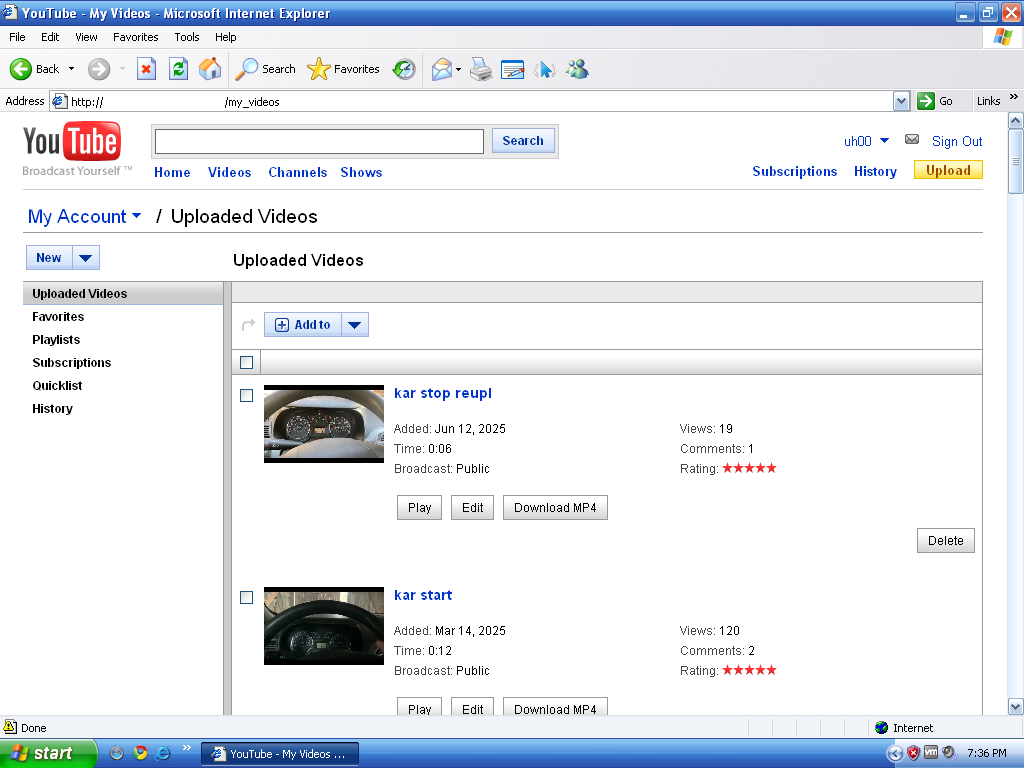 YouTube - My Videos - Microsoft Internet Explorer
File Edit View Favorites Tools Help
Back Search Favorites
Address http:// /my_videos Go Links »
YouTube Search uh00 Sign Out
Broadcast Yourself ™ Home Videos Channels Shows Subscriptions History Upload
My Account / Uploaded Videos
New Uploaded Videos
Uploaded Videos
Favorites
Playlists
Subscriptions
Quicklist
History
Add to
kar stop reupl
Added: Jun 12, 2025 Views: 19
Time: 0:06 Comments: 1
Broadcast: Public Rating: ★★★★★
Play Edit Download MP4
Delete
kar start
Added: Mar 14, 2025 Views: 120
Time: 0:12 Comments: 2
Broadcast: Public Rating: ★★★★★
Play Edit Download MP4
Done Internet
start » YouTube - My Videos ... vm 7:36 PM